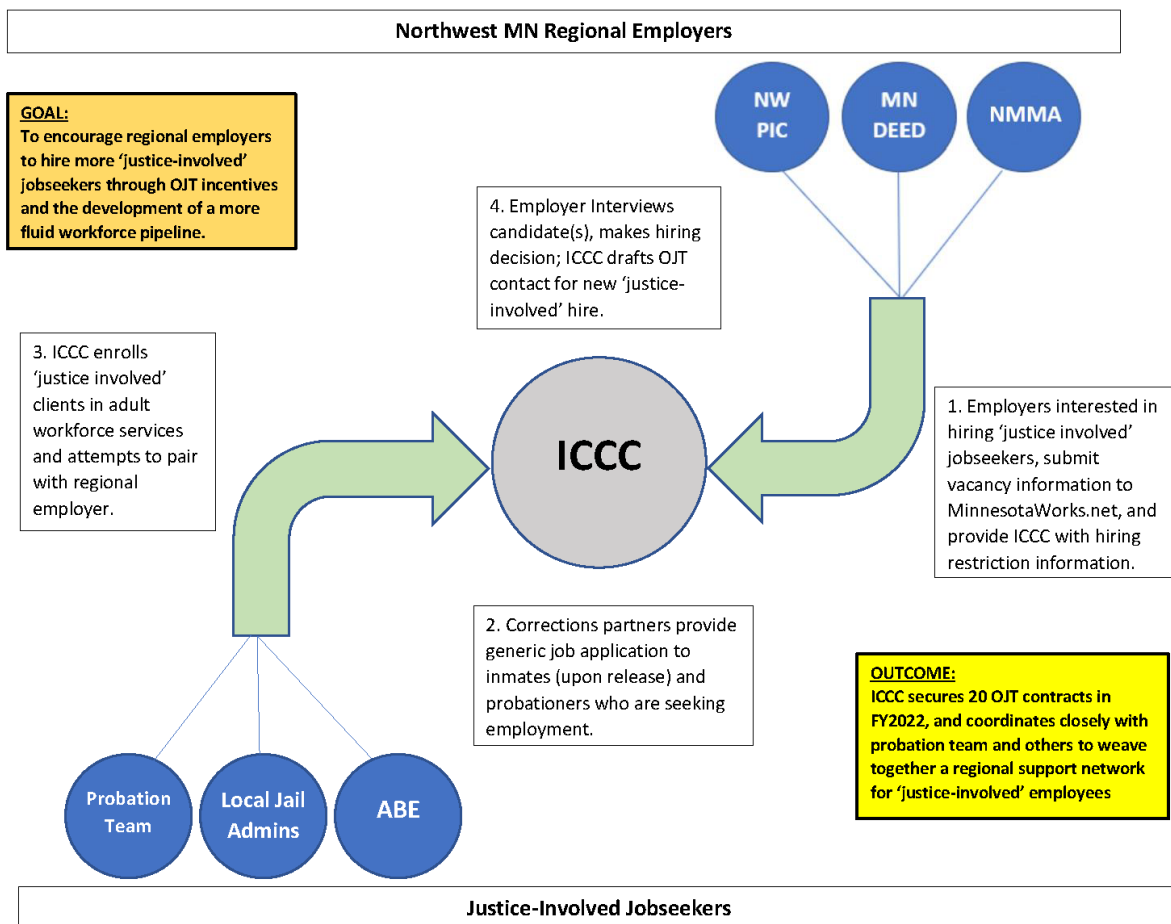 Northwest MN Regional Employers
NW
PIC
MN
DEED
NMMA
GOAL:
To encourage regional employers
to hire more ‘justice-involved’
jobseekers through OJT incentives
and the development of a more
fluid workforce pipeline.
4. Employer Interviews
candidate(s), makes hiring
decision; ICCC drafts OJT
contact for new ‘justice-
involved’ hire.
3. ICCC enrolls
‘justice involved’
clients in adult
workforce services
and attempts to pair
with regional
employer.
ICCC
1. Employers interested in
hiring ‘justice involved’
jobseekers, submit
vacancy information to
MinnesotaWorks.net, and
provide ICCC with hiring
restriction information.
2. Corrections partners provide
generic job application to
inmates (upon release) and
probationers who are seeking
employment.
OUTCOME:
ICCC secures 20 OJT contracts in
FY2022, and coordinates closely with
probation team and others to weave
together a regional support network
for ‘justice-involved’ employees
Probation
Team
Local Jail
Admins
ABE
Justice-Involved Jobseekers